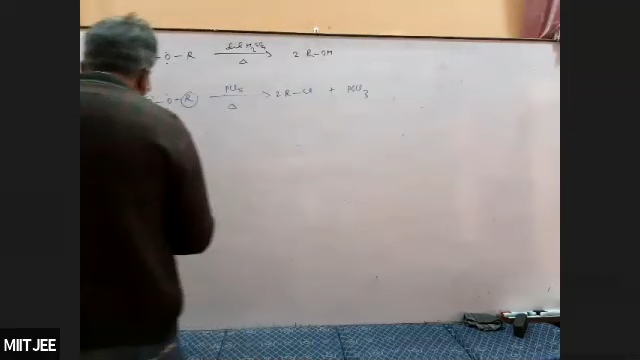 – O – R dil H₂SO₄ / Δ → 2 R–OH
– O – R PCl₅ / Δ → 2 R–Cl + POCl₃
MIIT JEE